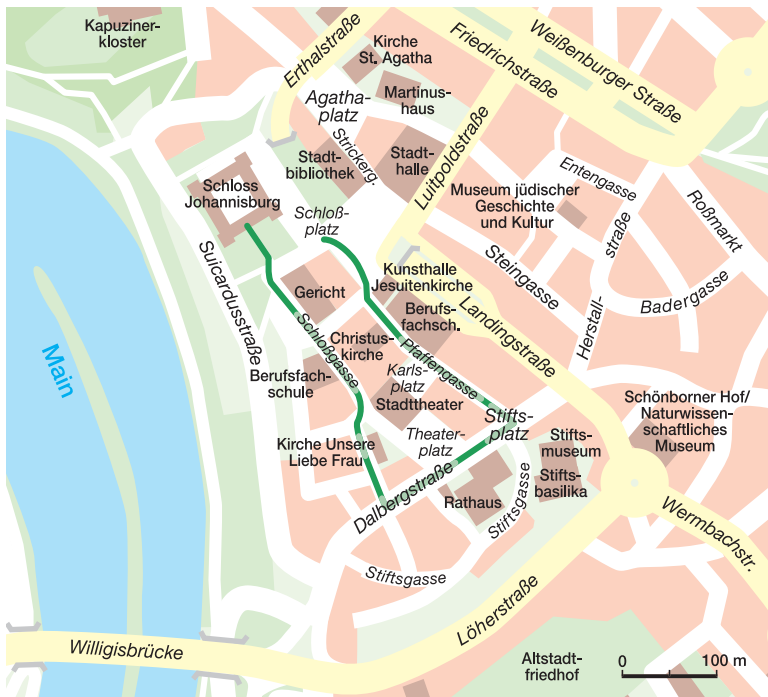 Kapuziner-
kloster
Erthalstraße
Kirche
St. Agatha
Martinus-
haus
Friedrichstraße
Weißenburger Straße
Agatha-
platz
Strickerg.
Stadt-
bibliothek
Stadt-
halle
Luitpoldstraße
Schloss
Johannisburg
Schloß-
platz
Museum jüdischer
Geschichte
und Kultur
Entengasse
Roßmarkt
Herstall-
straße
Badergasse
Steingasse
Suicardusstraße
Gericht
Kunsthalle
Jesuitenkirche
Berufs-
fachsch.
Landingstraße
Main
Schloßgasse
Christus-
kirche
Pfaffengasse
Berufsfach-
schule
Karls-
platz
Stadttheater
Stifts-
platz
Theater-
platz
Schönborner Hof/
Naturwissen-
schaftliches
Museum
Kirche Unsere
Liebe Frau
Stifts-
museum
Stifts-
basilika
Dalbergstraße
Rathaus
Stiftsgasse
Wermbachstr.
Stiftsgasse
Löherstraße
Willigisbrücke
Altstadt-
friedhof
0 100 m